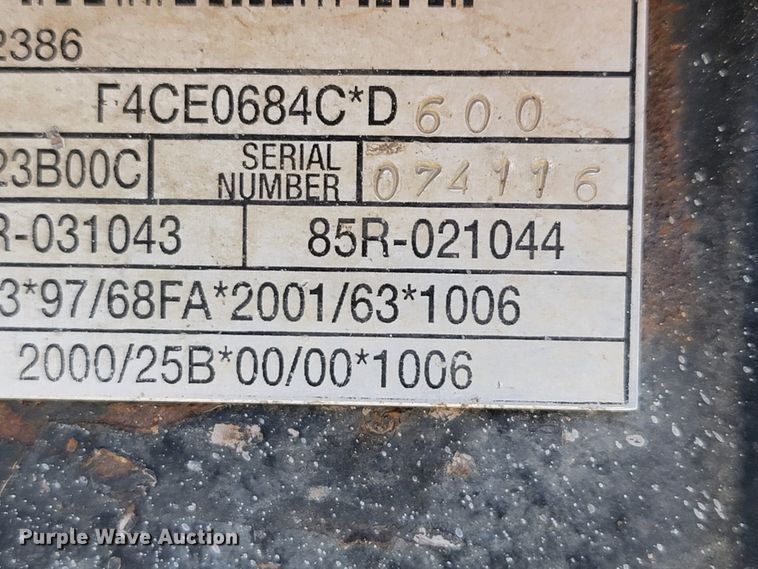 2386
F4CE0684C*D 600
23B00C SERIAL NUMBER 074116
R-031043 85R-021044
3*97/68FA*2001/63*1006
2000/25B*00/00*1006
Purple Wave Auction